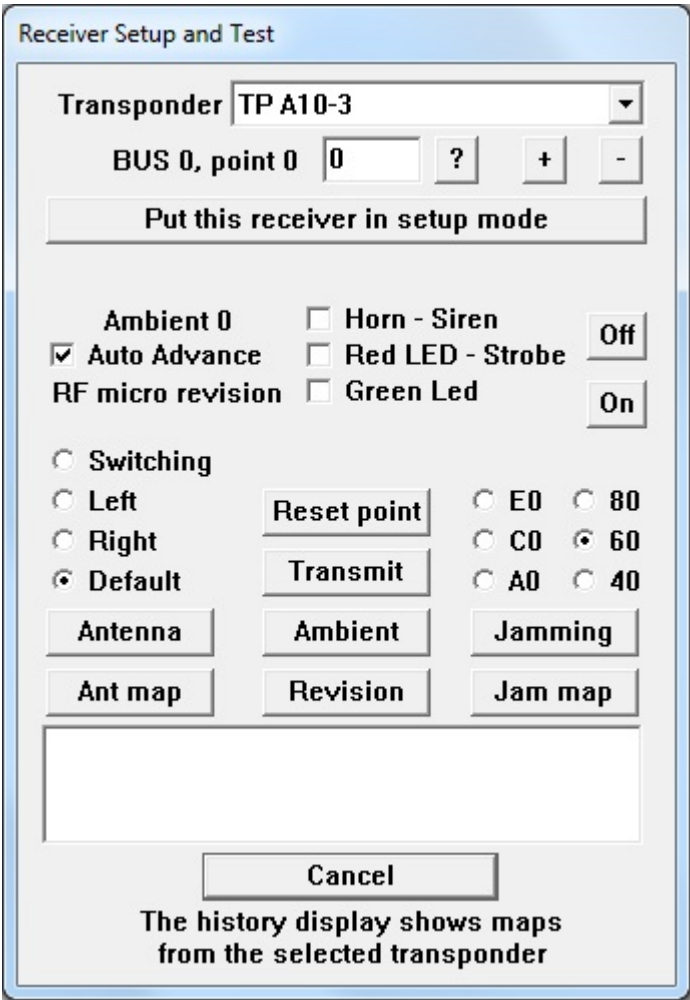 Receiver Setup and Test
Transponder TP A10-3
BUS 0, point 0 0 ? + -
Put this receiver in setup mode
Ambient 0 Horn - Siren Off
Auto Advance Red LED - Strobe
RF micro revision Green Led On
Switching
Left Reset point E0 80
Right C0 60
Default Transmit A0 40
Antenna Ambient Jamming
Ant map Revision Jam map
Cancel
The history display shows maps
from the selected transponder